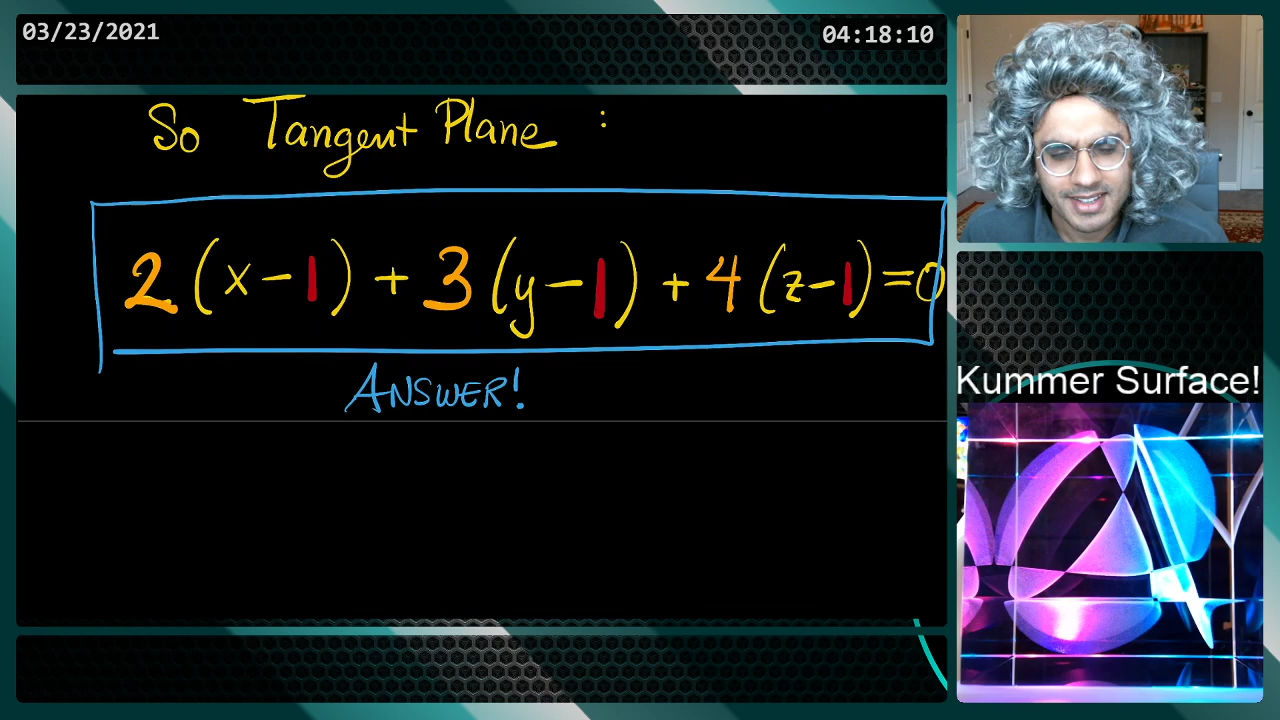 03/23/2021
04:18:10
So Tangent Plane :
2 (x-1) + 3 (y-1) + 4 (z-1)=0
ANSWER!
Kummer Surface!